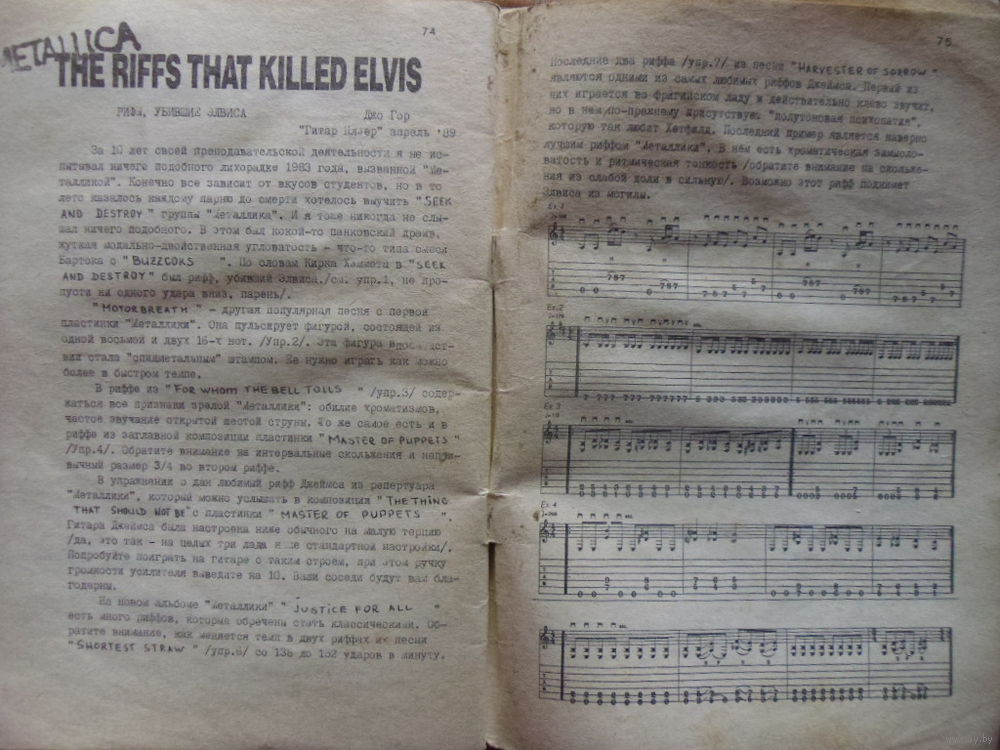 74
METALLICA
THE RIFFS THAT KILLED ELVIS
РИФЫ, УБИВШИЕ ЭЛВИСА Джо Гор
"Гитар Плэер" апрель '89
За 10 лет своей преподавательской деятельности я не ис-
пытывал ничего подобного лихорадке 1983 года, вызванной "Ме-
талликой". Конечно все зависит от вкусов студентов, но в то
лето казалось каждому парню до смерти хотелось выучить "SEEK
AND DESTROY" группы "Металлика". И я тоже никогда не слы-
шал ничего подобного. В этом был какой-то панковский драйв,
жуткая модально-двойственная угловатость - что-то типа смеси
Бартока с "BUZZCOKS ". По словам Кирка Хэммета в "SEEK
AND DESTROY" был рифф, убивший Элвиса./см. упр.1, не про-
пусти ни одного удара вниз, парень/.
"MOTORBREATH" - другая популярная песня с первой
пластинки "Металлики". Она пульсирует фигурой, состоящей из
одной восьмой и двух 16-х нот. /Упр.2/. Эта фигура впоследст-
вии стала "спидметальным" штампом. Ее нужно играть как можно
более в быстром темпе.
В риффе из "FOR WHOM THE BELL TOLLS " /упр.3/ содер-
жаться все признаки зрелой "Металлики": обилие хроматизмов,
частое звучание открытой шестой струны. То же самое есть и в
риффе из заглавной композиции пластинки "MASTER OF PUPPETS "
/Упр.4/. Обратите внимание на интервальные скольжения и непри-
вычный размер 3/4 во втором риффе.
В упражнении 5 дан любимый рифф Джеймса из репертуара
"Металлики", который можно услыхать в композиции "THE THING
THAT SHOULD NOT BE" с пластинки "MASTER OF PUPPETS ".
Гитара Джеймса была настроена ниже обычного на малую терцию
/да, это так - на целых три лада ниже стандартной настройки/.
Попробуйте поиграть на гитаре с таким строем, при этом ручку
громкости усилителя выведите на 10. Ваши соседи будут вам бла-
годарны.
На новом альбоме "Металлики" "JUSTICE FOR ALL "
есть много риффов, которые обречены стать классическими. Об-
ратите внимание, как меняется темп в двух риффах из песни
"SHORTEST STRAW " /упр.6/ со 138 до 152 ударов в минуту.
75
Последние два риффа /упр.7/ из песни "HARVESTER OF SORROW "
являются одними из самых любимых риффов Джеймса. Первый из
них играется во фригийском ладу и действительно клево звучит,
но в нем по-прежнему присутствует "полутоновая психопатия",
которую так любит Хетфилд. Последний пример является наверно
лучшим риффом "Металлики". В нем есть хроматическая замысло-
ватость и ритмическая тонкость /обратите внимание на скольже-
ния из слабой доли в сильную/. Возможно этот рифф поднимет
Элвиса из могилы.
Ex 1
Ex 2
Ex 3
Ex 4